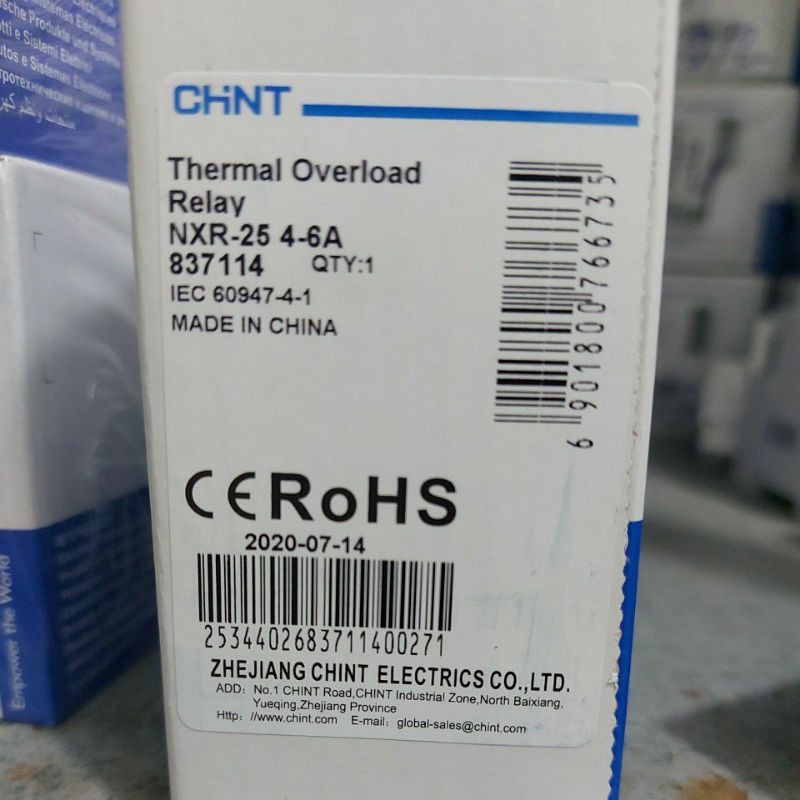 CHINT
Thermal Overload
Relay
NXR-25 4-6A
837114 QTY:1
IEC 60947-4-1
MADE IN CHINA
6901800766735
CE RoHS
2020-07-14
2534402683711400271
ZHEJIANG CHINT ELECTRICS CO.,LTD.
ADD: No.1 CHINT Road,CHINT Industrial Zone,North Baixiang,
Yueqing,Zhejiang Province
Http: //www.chint.com E-mail: global-sales@chint.com
Empower the World